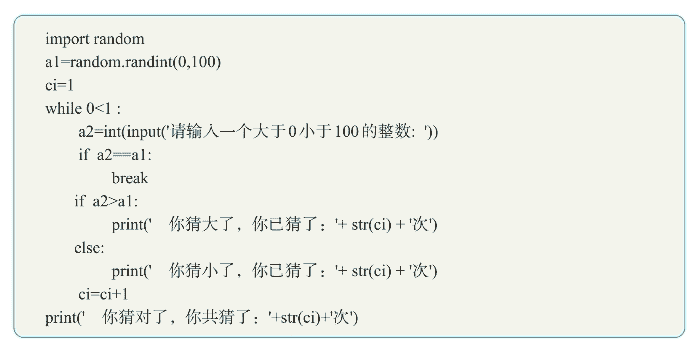 import random
a1=random.randint(0,100)
ci=1
while 0<1 :
a2=int(input('请输入一个大于0小于100的整数: '))
if a2==a1:
break
if a2>a1:
print(' 你猜大了，你已猜了：'+ str(ci) + '次')
else:
print(' 你猜小了，你已猜了：'+ str(ci) + '次')
ci=ci+1
print(' 你猜对了，你共猜了：'+str(ci)+'次')